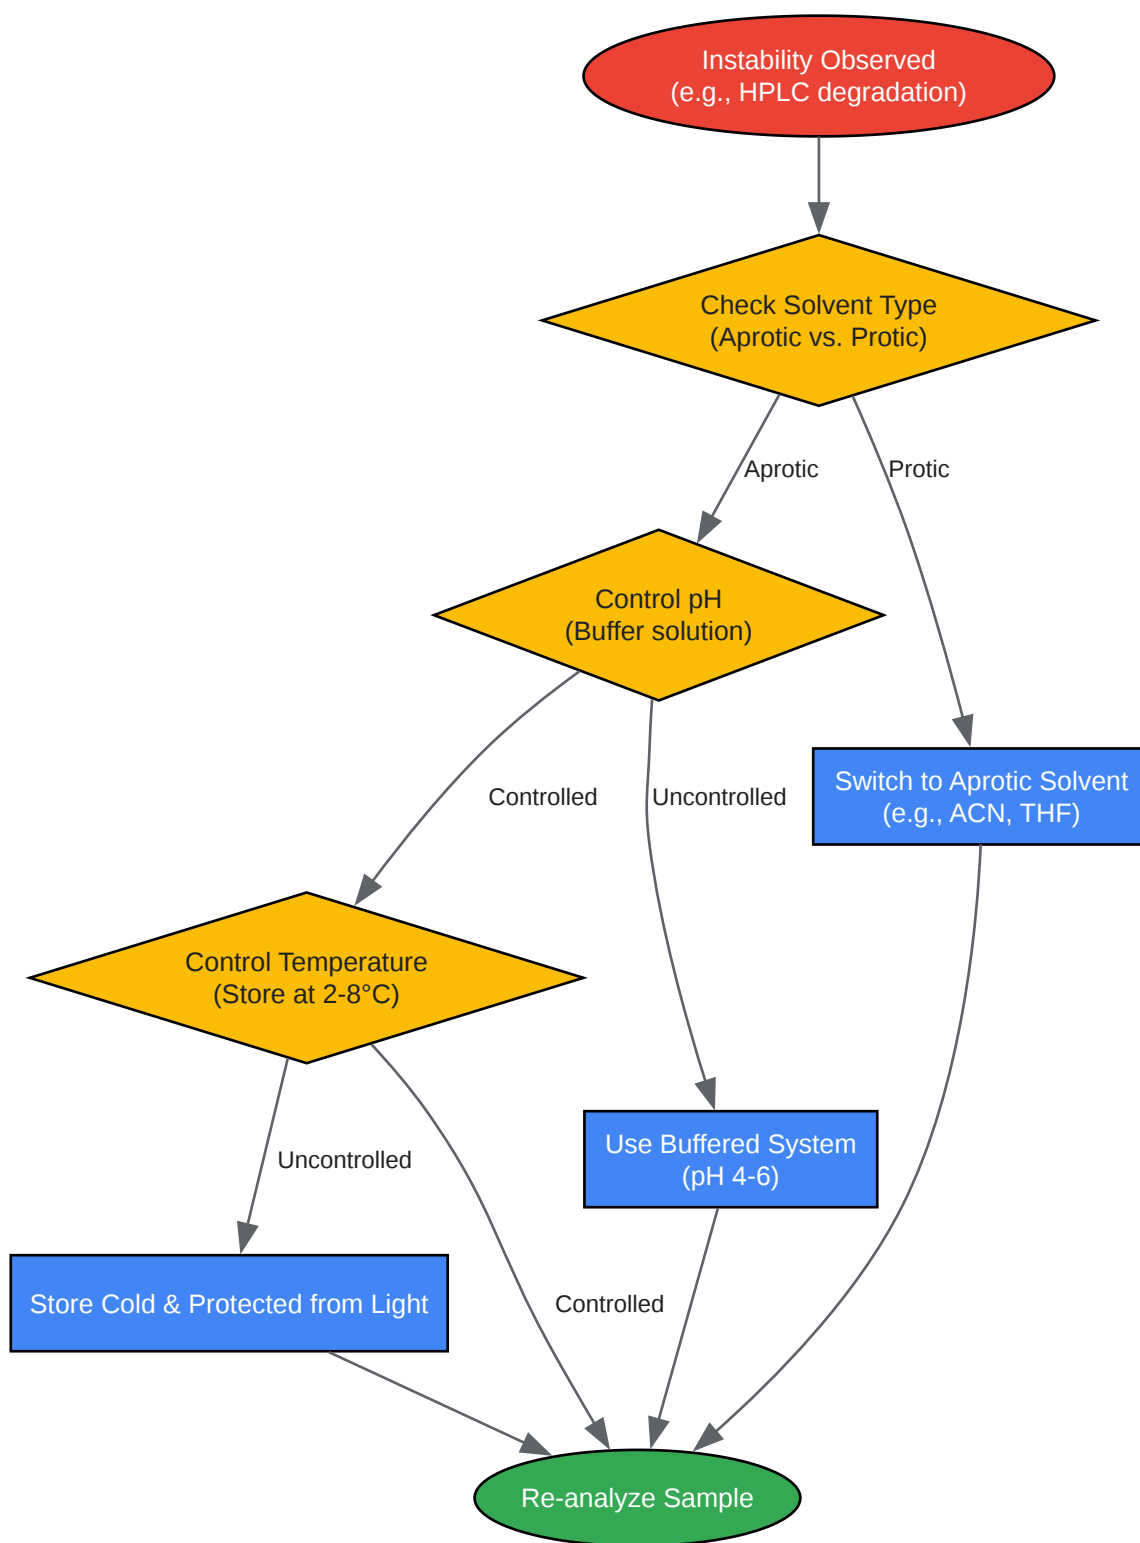 Instability Observed
(e.g., HPLC degradation)
Check Solvent Type
(Aprotic vs. Protic)
Aprotic
Protic
Control pH
(Buffer solution)
Controlled
Uncontrolled
Switch to Aprotic Solvent
(e.g., ACN, THF)
Control Temperature
(Store at 2-8°C)
Uncontrolled
Use Buffered System
(pH 4-6)
Store Cold & Protected from Light
Controlled
Re-analyze Sample